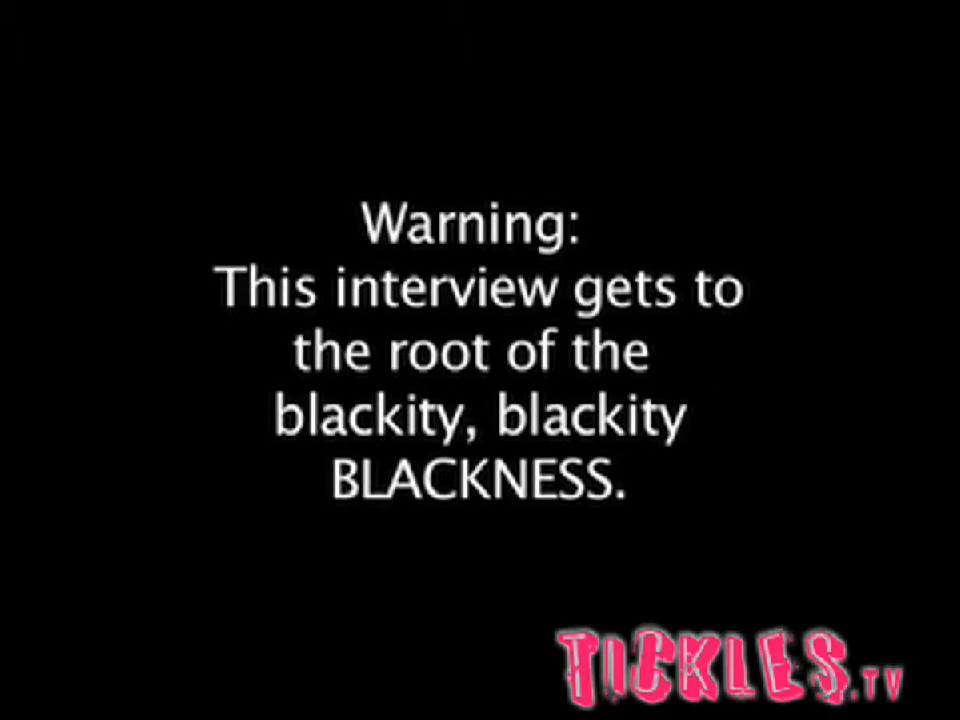 Warning:
This interview gets to
the root of the
blackity, blackity
BLACKNESS.
TICKLES.TV